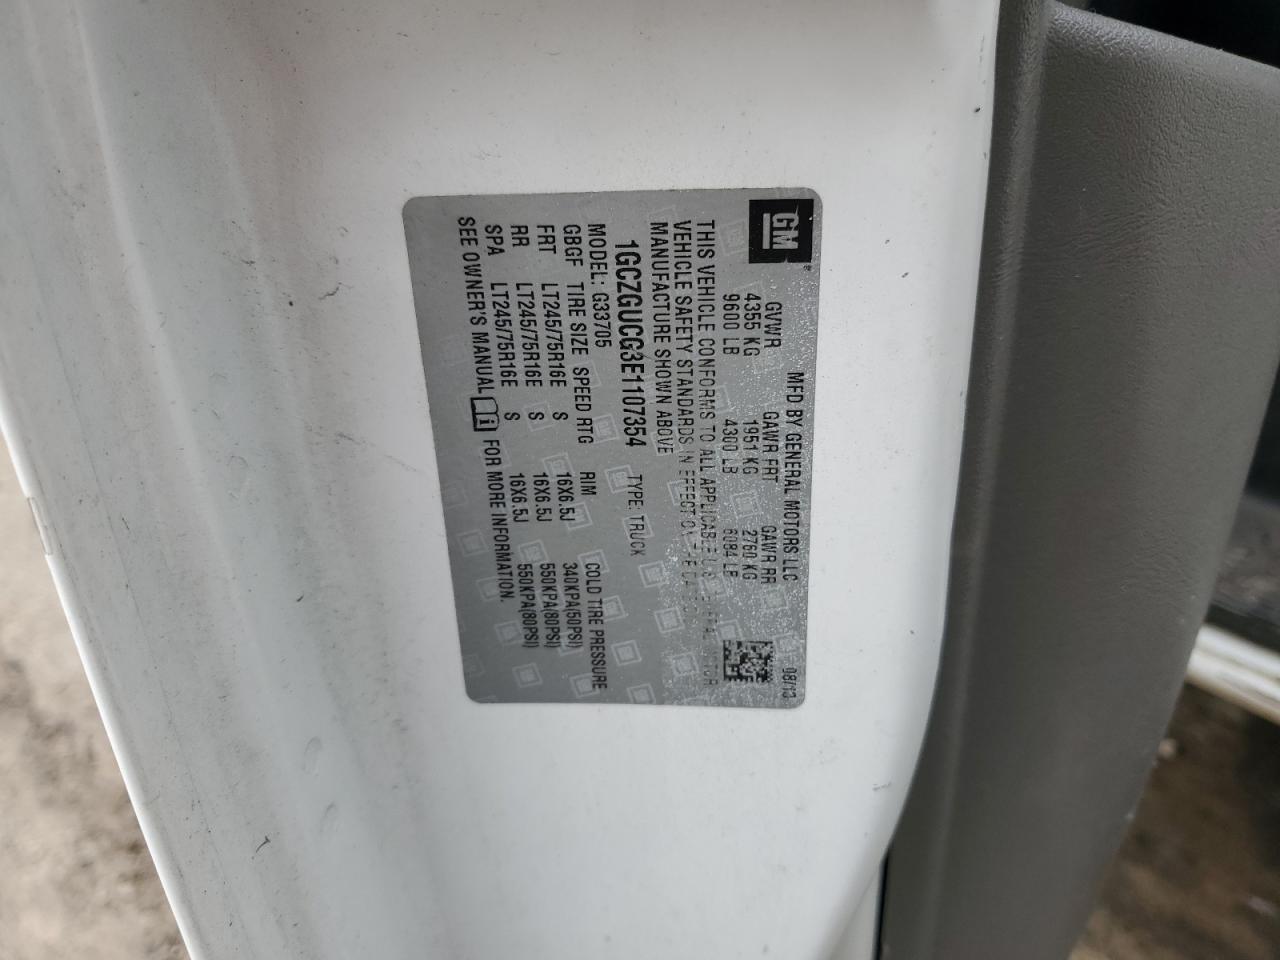 GM
MFD BY GENERAL MOTORS LLC 08/13
GVWR GAWR FRT GAWR RR
4355 KG 1951 KG 2760 KG
9600 LB 4300 LB 6084 LB
THIS VEHICLE CONFORMS TO ALL APPLICABLE
VEHICLE SAFETY STANDARDS IN EFFECT
MANUFACTURE SHOWN ABOVE
1GCZGUCG3E1107354 TYPE: TRUCK
MODEL: G33705
GBGF TIRE SIZE SPEED RTG RIM COLD TIRE PRESSURE
FRT LT245/75R16E S 16X6.5J 340KPA(50PSI)
RR LT245/75R16E S 16X6.5J 550KPA(80PSI)
SPA LT245/75R16E S 16X6.5J 550KPA(80PSI)
SEE OWNER'S MANUAL i FOR MORE INFORMATION.